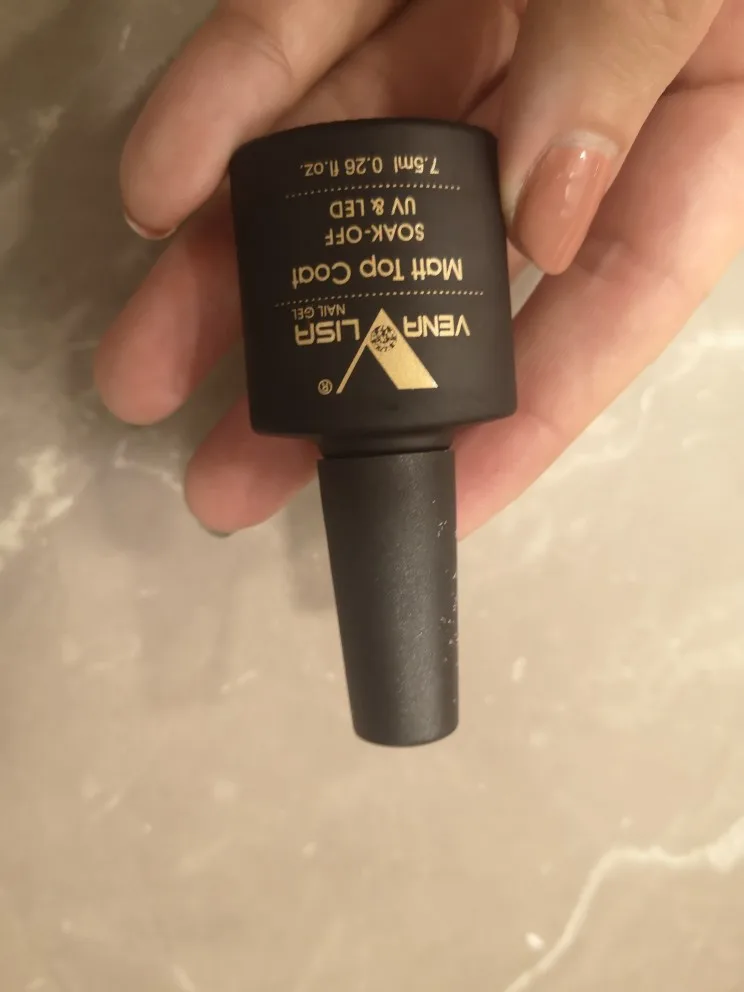 VENA LISA
NAIL GEL
®
Matt Top Coat
SOAK-OFF
UV & LED
7.5ml 0.26 fl.oz.